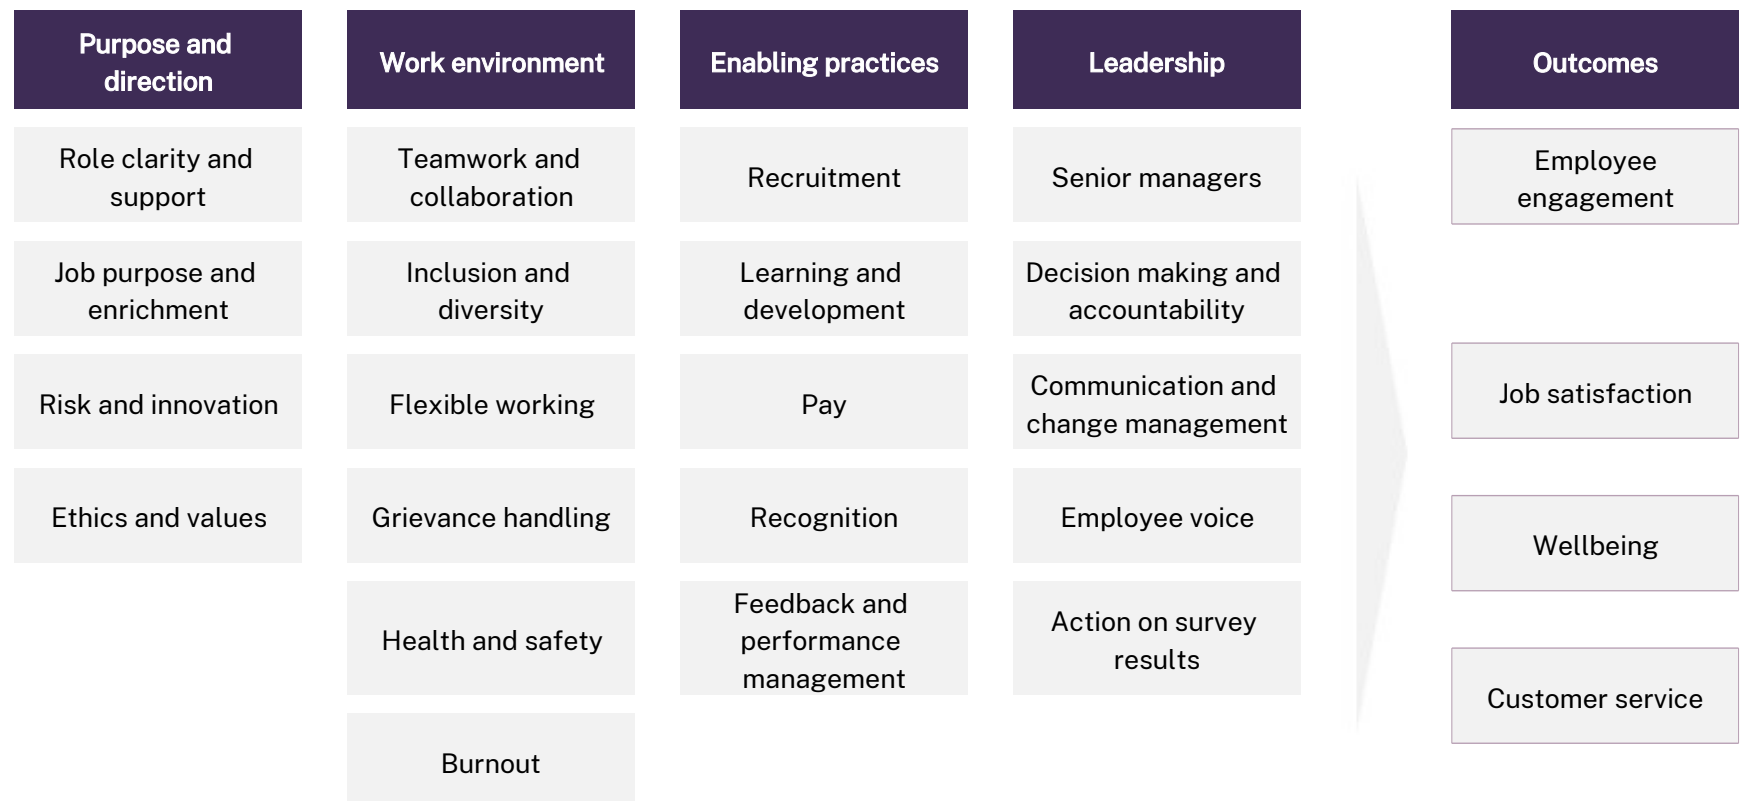 Purpose and
direction
Role clarity and
support
Job purpose and
enrichment
Risk and innovation
Ethics and values
Work environment
Teamwork and
collaboration
Inclusion and
diversity
Flexible working
Grievance handling
Health and safety
Burnout
Enabling practices
Recruitment
Learning and
development
Pay
Recognition
Feedback and
performance
management
Leadership
Senior managers
Decision making and
accountability
Communication and
change management
Employee voice
Action on survey
results
Outcomes
Employee
engagement
Job satisfaction
Wellbeing
Customer service